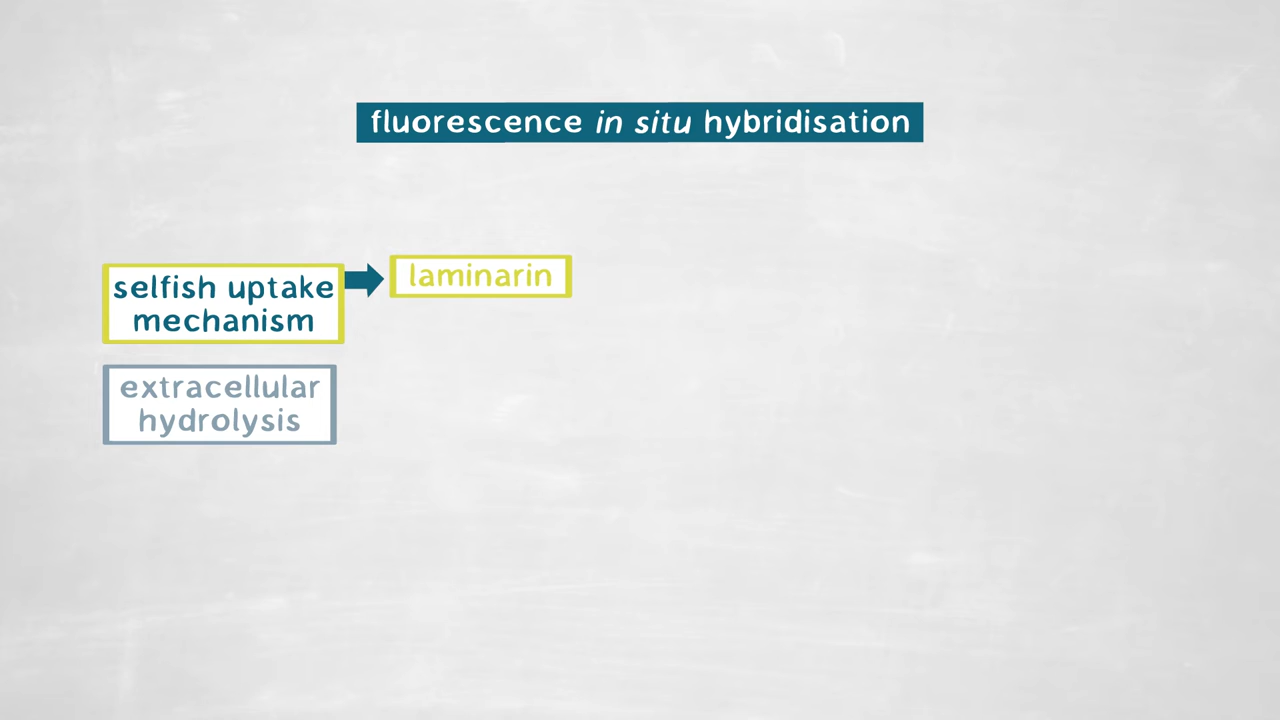 fluorescence in situ hybridisation
selfish uptake
mechanism
laminarin
extracellular
hydrolysis